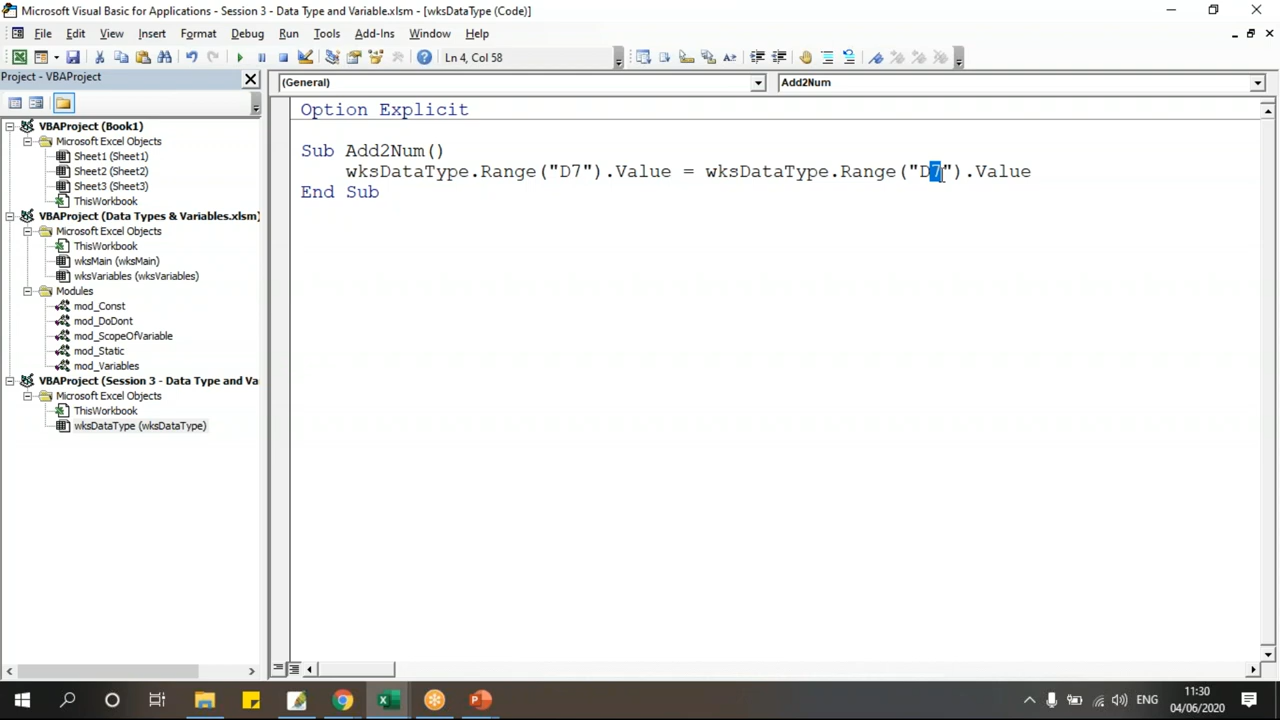 Microsoft Visual Basic for Applications - Session 3 - Data Type and Variable.xlsm - [wksDataType (Code)]
File Edit View Insert Format Debug Run Tools Add-Ins Window Help
Ln 4, Col 58
Project - VBAProject
(General)
Add2Num
VBAProject (Book1)
Microsoft Excel Objects
Sheet1 (Sheet1)
Sheet2 (Sheet2)
Sheet3 (Sheet3)
ThisWorkbook
VBAProject (Data Types & Variables.xlsm)
Microsoft Excel Objects
ThisWorkbook
wksMain (wksMain)
wksVariables (wksVariables)
Modules
mod_Const
mod_DoDont
mod_ScopeOfVariable
mod_Static
mod_Variables
VBAProject (Session 3 - Data Type and Va
Microsoft Excel Objects
ThisWorkbook
wksDataType (wksDataType)
Option Explicit
Sub Add2Num()
wksDataType.Range("D7").Value = wksDataType.Range("D7").Value
End Sub
ENG
11:30
04/06/2020